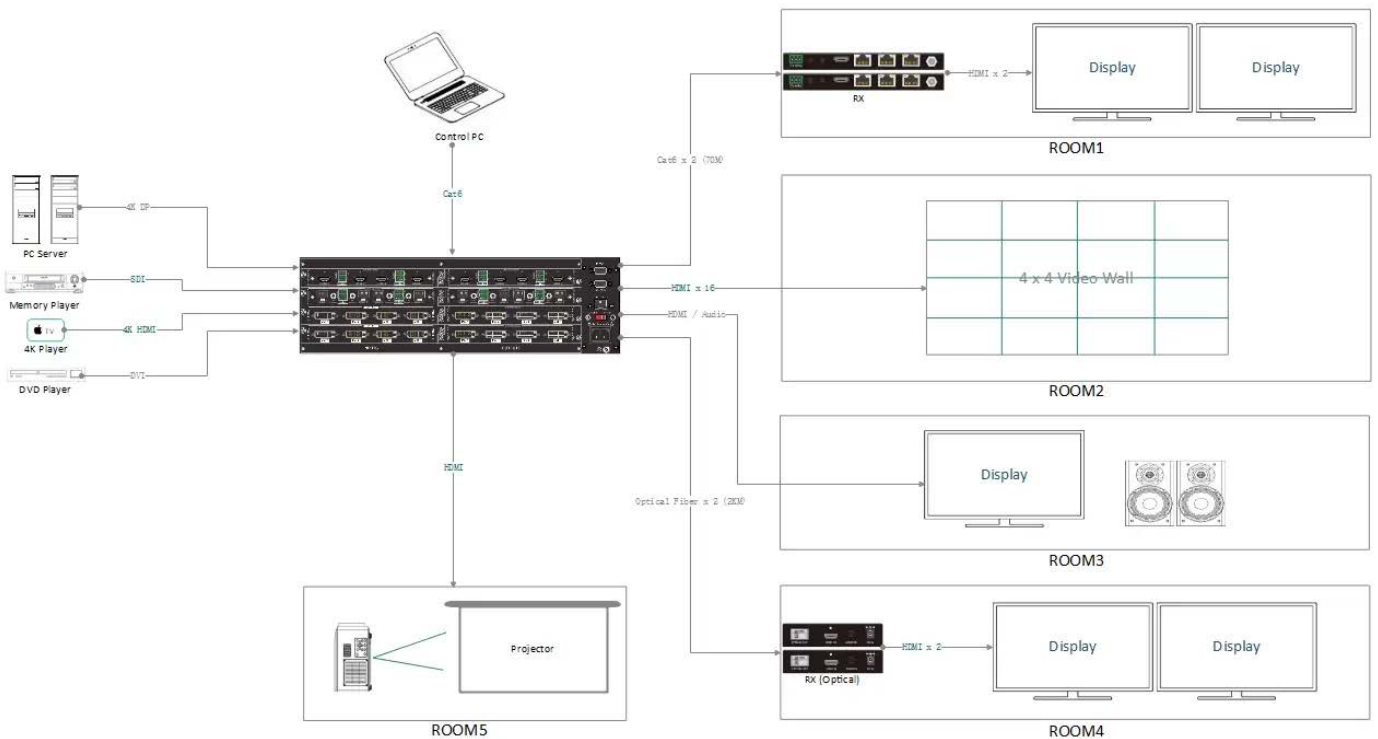 Control PC
Cat6
PC Server
4K DP
Memory Player
SDI
tv
4K Player
4K HDMI
DVD Player
DVI
HDMI
Cat6 x 2 (70M)
HDMI x 16
HDMI / Audio
Optical Fiber x 2 (2KM)
RX
HDMI x 2
Display
Display
ROOM1
4 x 4 Video Wall
ROOM2
Display
ROOM3
RX (Optical)
HDMI x 2
Display
Display
ROOM4
Projector
ROOM5